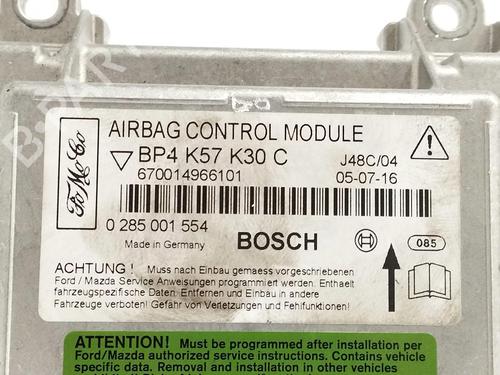 AIRBAG CONTROL MODULE
BP4 K57 K30 C
J48C/04
670014966101
05-07-16
0 285 001 554
Made in Germany
BOSCH
085
FoMoCo
ACHTUNG ! Muss nach Einbau gemaess vorgeschriebenen
Ford / Mazda Service Anweisungen programmiert werden. Enthaelt
fahrzeugspezifische Daten. Entfernen und Einbau in andere
Fahrzeuge verboten! Gefahr von Verletzungen und Fehlfunktionen!
ATTENTION! Must be programmed after installation per
Ford/Mazda authorized service instructions. Contains vehicle
specific data. Removal and installation in other vehicles